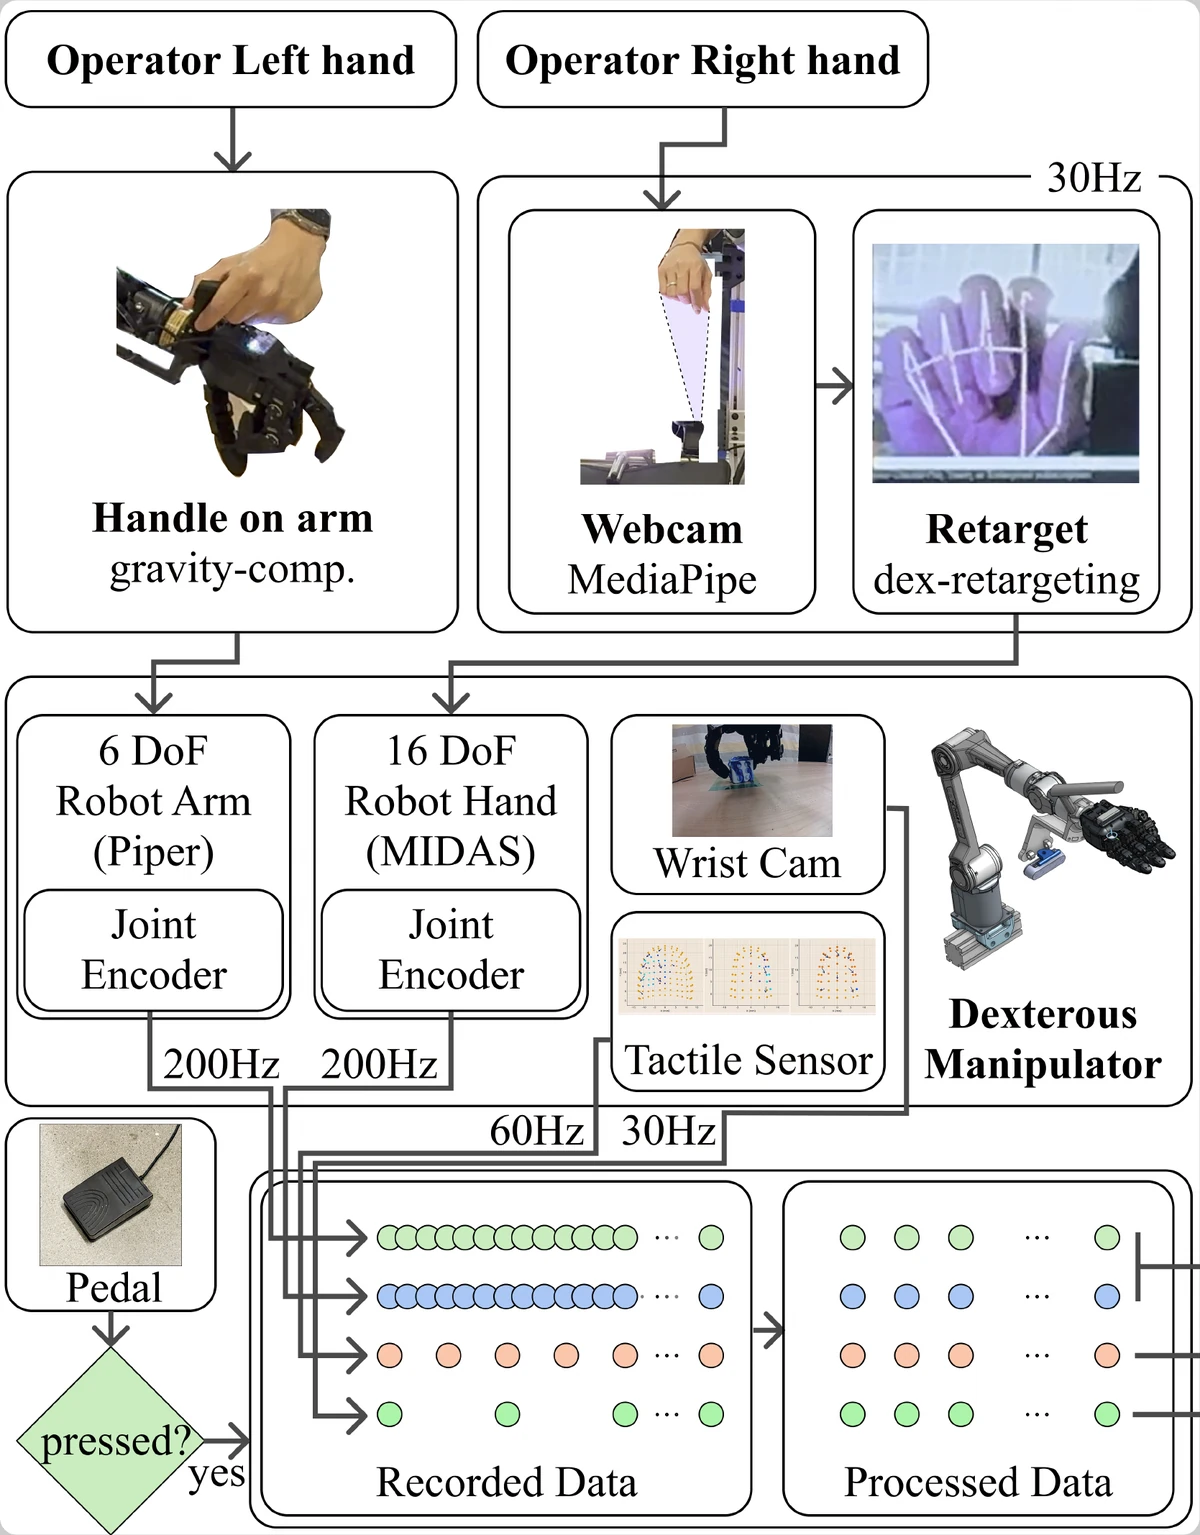 Operator Left hand
Operator Right hand
30Hz
Handle on arm
gravity-comp.
Webcam
MediaPipe
Retarget
dex-retargeting
6 DoF
Robot Arm
(Piper)
Joint
Encoder
16 DoF
Robot Hand
(MIDAS)
Joint
Encoder
Wrist Cam
Tactile Sensor
Dexterous
Manipulator
200Hz
200Hz
60Hz
30Hz
Pedal
pressed?
yes
...
...
...
...
...
...
...
...
Recorded Data
Processed Data